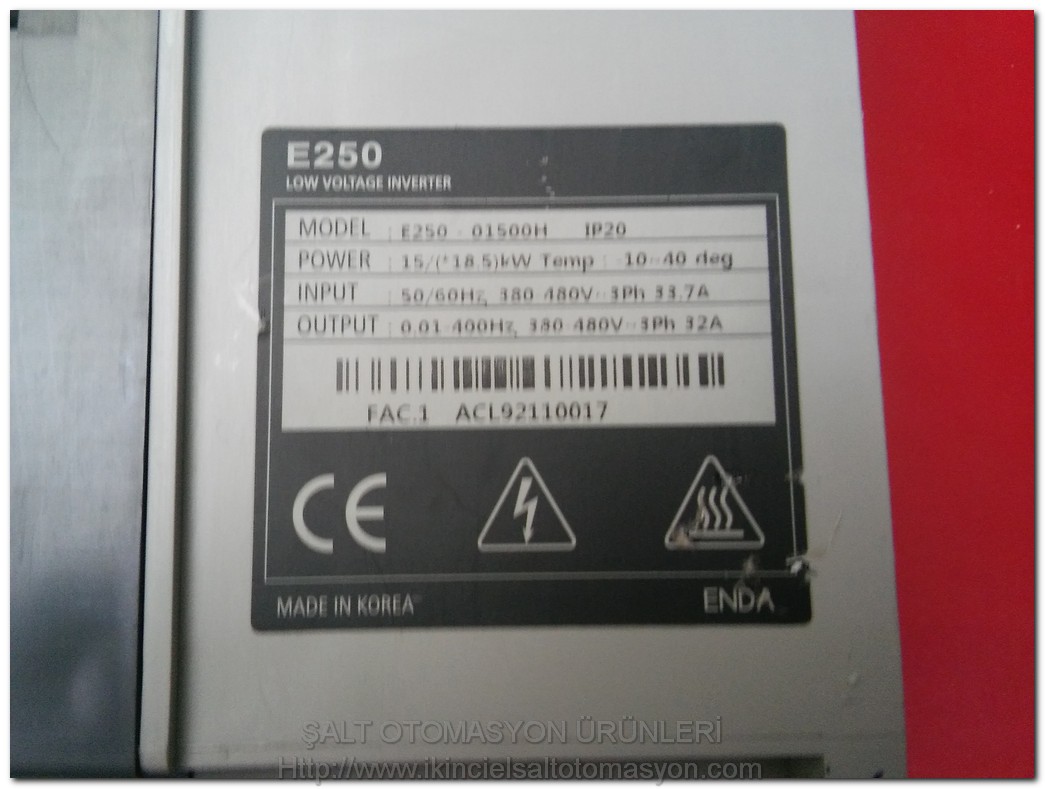 E250
LOW VOLTAGE INVERTER
MODEL : E250 - 01500H IP20
POWER : 15/(*18.5)kW Temp : -10~40 deg
INPUT : 50/60Hz, 380-480V~3Ph 33.7A
OUTPUT : 0.01-400Hz, 380-480V~3Ph 32A
FAC.1 ACL92110017
CE
MADE IN KOREA
ENDA
ŞALT OTOMASYON ÜRÜNLERİ
Http://www.ikincielsaltotomasyon.com